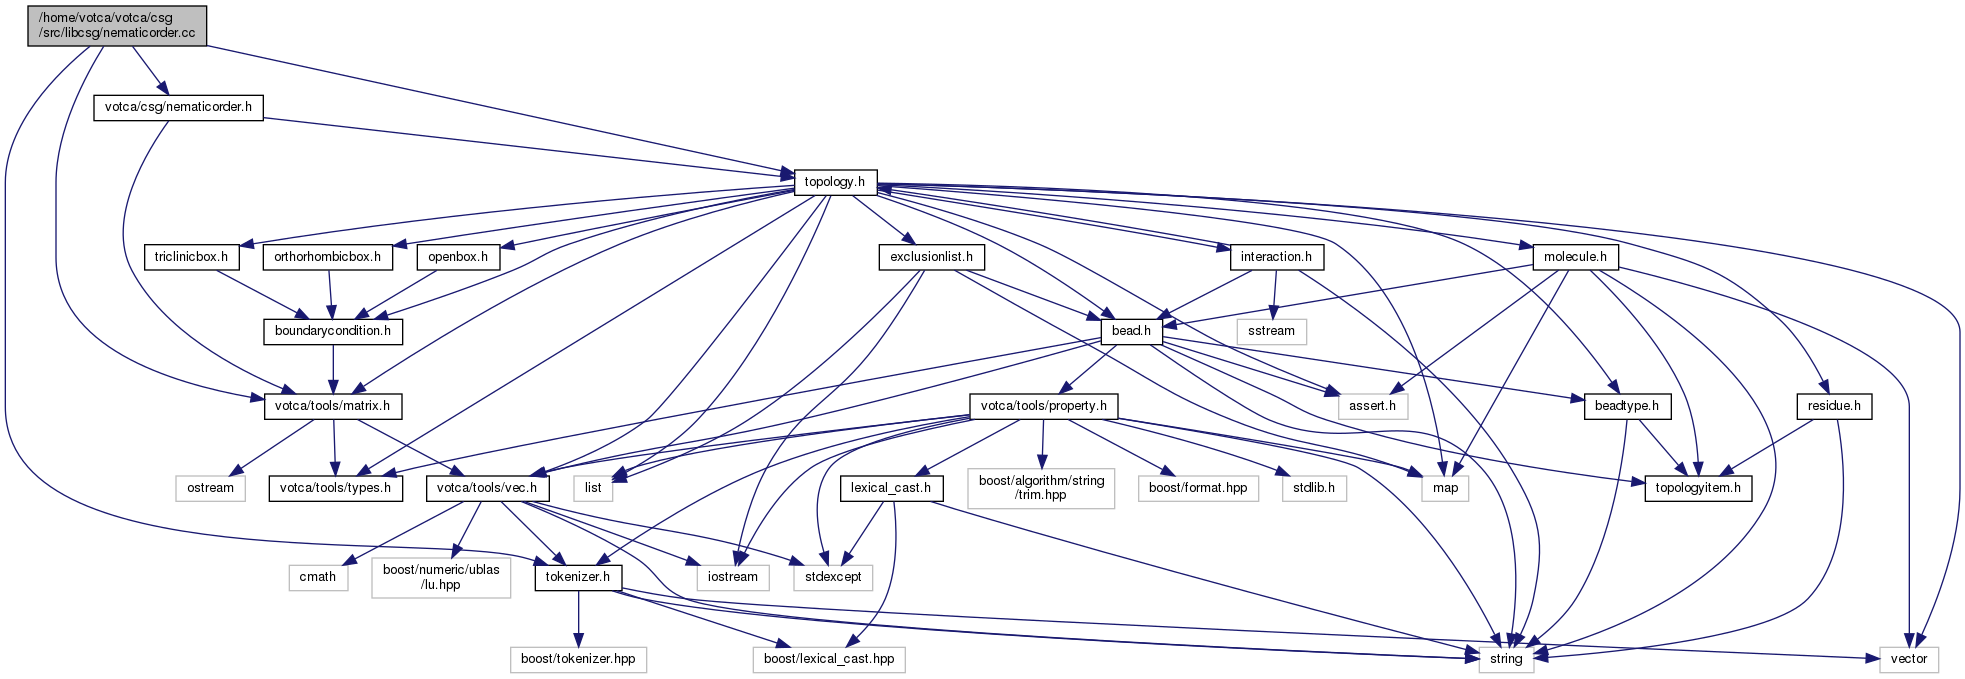 /home/votca/votca/csg
/src/libcsg/nematicorder.cc
votca/csg/nematicorder.h
topology.h
triclinicbox.h
orthorhombicbox.h
openbox.h
exclusionlist.h
interaction.h
molecule.h
boundarycondition.h
bead.h
sstream
votca/tools/matrix.h
votca/tools/property.h
assert.h
beadtype.h
residue.h
ostream
votca/tools/types.h
votca/tools/vec.h
list
lexical_cast.h
boost/algorithm/string
/trim.hpp
boost/format.hpp
stdlib.h
map
topologyitem.h
cmath
boost/numeric/ublas
/lu.hpp
tokenizer.h
iostream
stdexcept
boost/tokenizer.hpp
boost/lexical_cast.hpp
string
vector